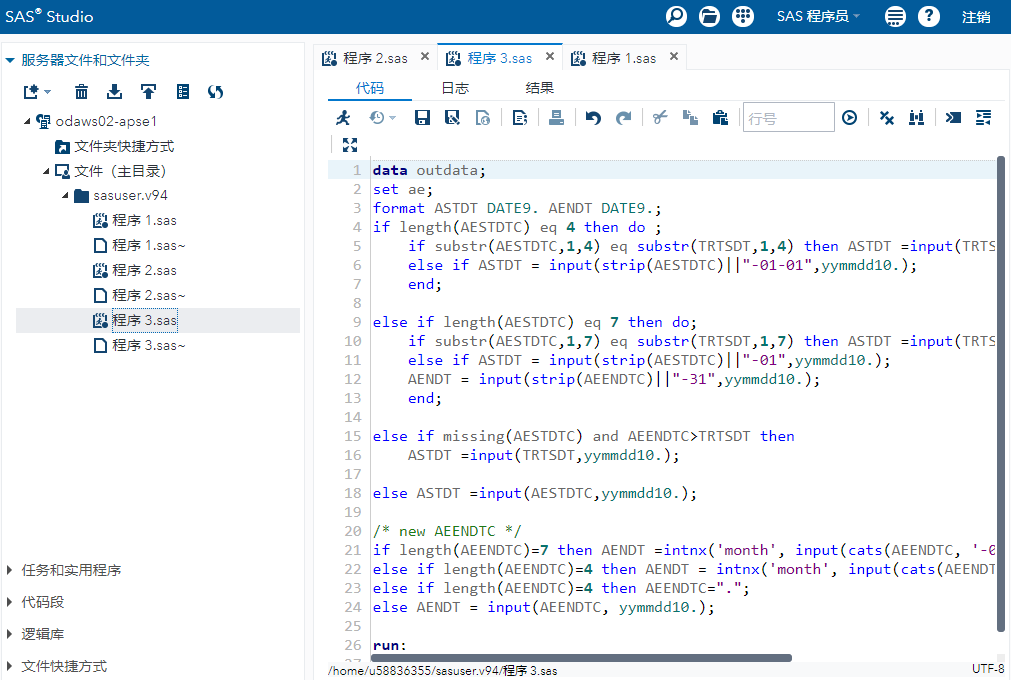 SAS® Studio
SAS 程序员
注销
服务器文件和文件夹
odaws02-apse1
文件夹快捷方式
文件（主目录）
sasuser.v94
程序 1.sas
程序 1.sas~
程序 2.sas
程序 2.sas~
程序 3.sas
程序 3.sas~
任务和实用程序
代码段
逻辑库
文件快捷方式
程序 2.sas
程序 3.sas
程序 1.sas
代码
日志
结果
行号
1 data outdata;
2 set ae;
3 format ASTDT DATE9. AENDT DATE9.;
4 if length(AESTDTC) eq 4 then do ;
5 if substr(AESTDTC,1,4) eq substr(TRTSDT,1,4) then ASTDT =input(TRTS
6 else if ASTDT = input(strip(AESTDTC)||"-01-01",yymmdd10.);
7 end;
8
9 else if length(AESTDTC) eq 7 then do;
10 if substr(AESTDTC,1,7) eq substr(TRTSDT,1,7) then ASTDT =input(TRTS
11 else if ASTDT = input(strip(AESTDTC)||"-01",yymmdd10.);
12 AENDT = input(strip(AEENDTC)||"-31",yymmdd10.);
13 end;
14
15 else if missing(AESTDTC) and AEENDTC>TRTSDT then
16 ASTDT =input(TRTSDT,yymmdd10.);
17
18 else ASTDT =input(AESTDTC,yymmdd10.);
19
20 /* new AEENDTC */
21 if length(AEENDTC)=7 then AENDT =intnx('month', input(cats(AEENDTC, '-0
22 else if length(AEENDTC)=4 then AENDT = intnx('month', input(cats(AEENDT
23 else if length(AEENDTC)=4 then AEENDTC=".";
24 else AENDT = input(AEENDTC, yymmdd10.);
25
26 run;
27
/home/u58836355/sasuser.v94/程序 3.sas
UTF-8